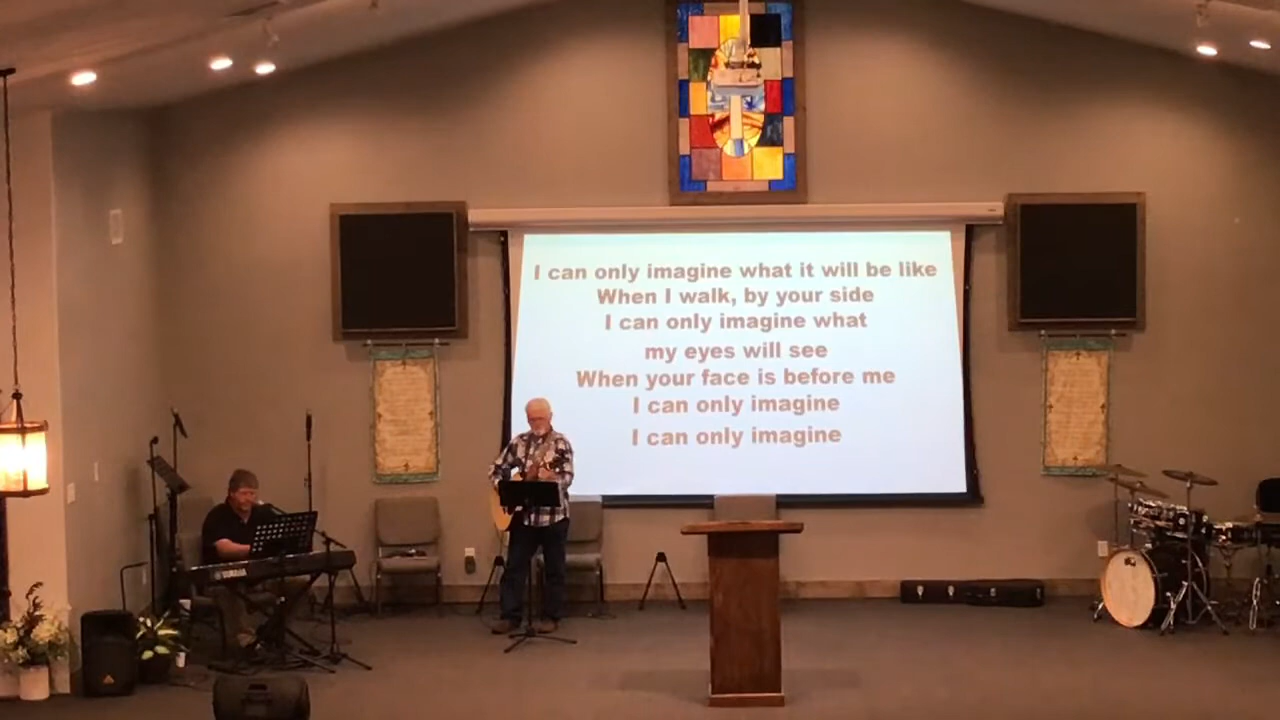 I can only imagine what it will be like
When I walk, by your side
I can only imagine what
my eyes will see
When your face is before me
I can only imagine
I can only imagine
YAMAHA